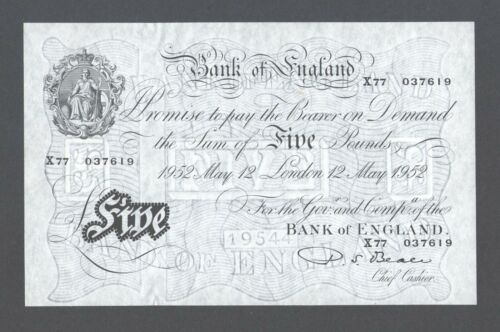 Bank of England
X77 037619
I Promise to pay the Bearer on Demand
the Sum of Five Pounds
X77 037619
1952 May 12 London 12 May 1952
For the Gov.r and Comp.a of the
BANK OF ENGLAND.
X77 037619
£Five
P. S. Beale
Chief Cashier.